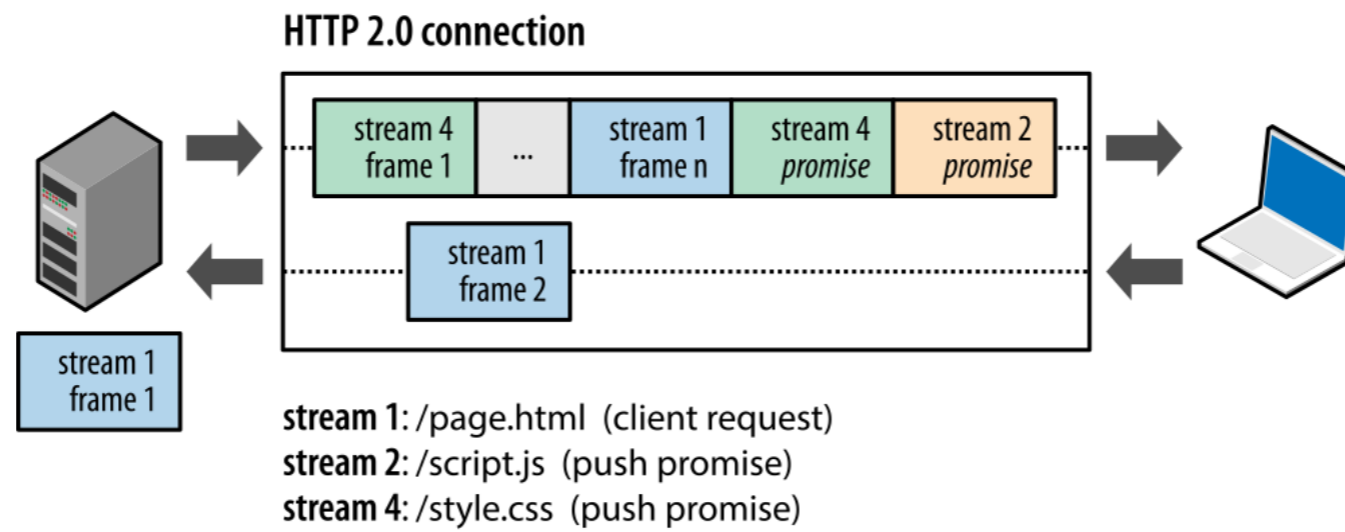 HTTP 2.0 connection
stream 4
frame 1
...
stream 1
frame n
stream 4
promise
stream 2
promise
stream 1
frame 2
stream 1
frame 1
stream 1: /page.html (client request)
stream 2: /script.js (push promise)
stream 4: /style.css (push promise)